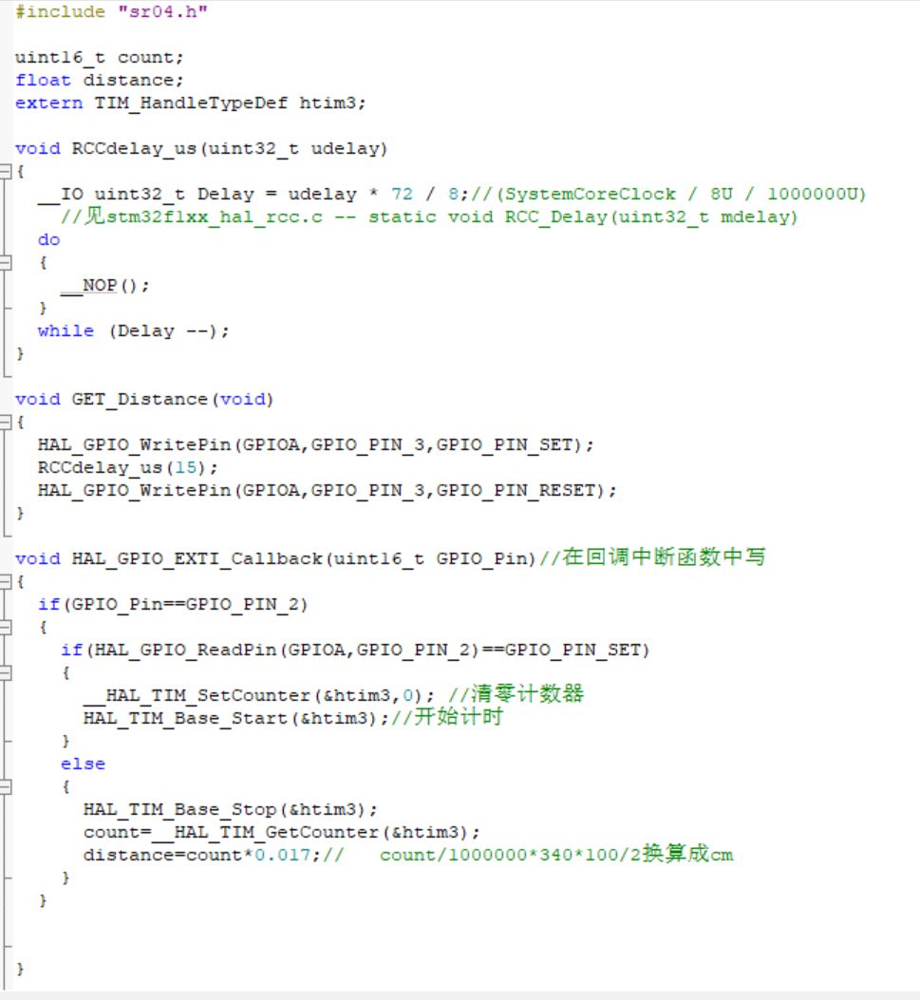 #include "sr04.h"
uint16_t count;
float distance;
extern TIM_HandleTypeDef htim3;
void RCCdelay_us(uint32_t udelay)
{
__IO uint32_t Delay = udelay * 72 / 8;//(SystemCoreClock / 8U / 1000000U)
//见stm32f1xx_hal_rcc.c -- static void RCC_Delay(uint32_t mdelay)
do
{
__NOP();
}
while (Delay --);
}
void GET_Distance(void)
{
HAL_GPIO_WritePin(GPIOA,GPIO_PIN_3,GPIO_PIN_SET);
RCCdelay_us(15);
HAL_GPIO_WritePin(GPIOA,GPIO_PIN_3,GPIO_PIN_RESET);
}
void HAL_GPIO_EXTI_Callback(uint16_t GPIO_Pin)//在回调中断函数中写
{
if(GPIO_Pin==GPIO_PIN_2)
{
if(HAL_GPIO_ReadPin(GPIOA,GPIO_PIN_2)==GPIO_PIN_SET)
{
__HAL_TIM_SetCounter(&htim3,0); //清零计数器
HAL_TIM_Base_Start(&htim3);//开始计时
}
else
{
HAL_TIM_Base_Stop(&htim3);
count=__HAL_TIM_GetCounter(&htim3);
distance=count*0.017;//   count/1000000*340*100/2换算成cm
}
}
}